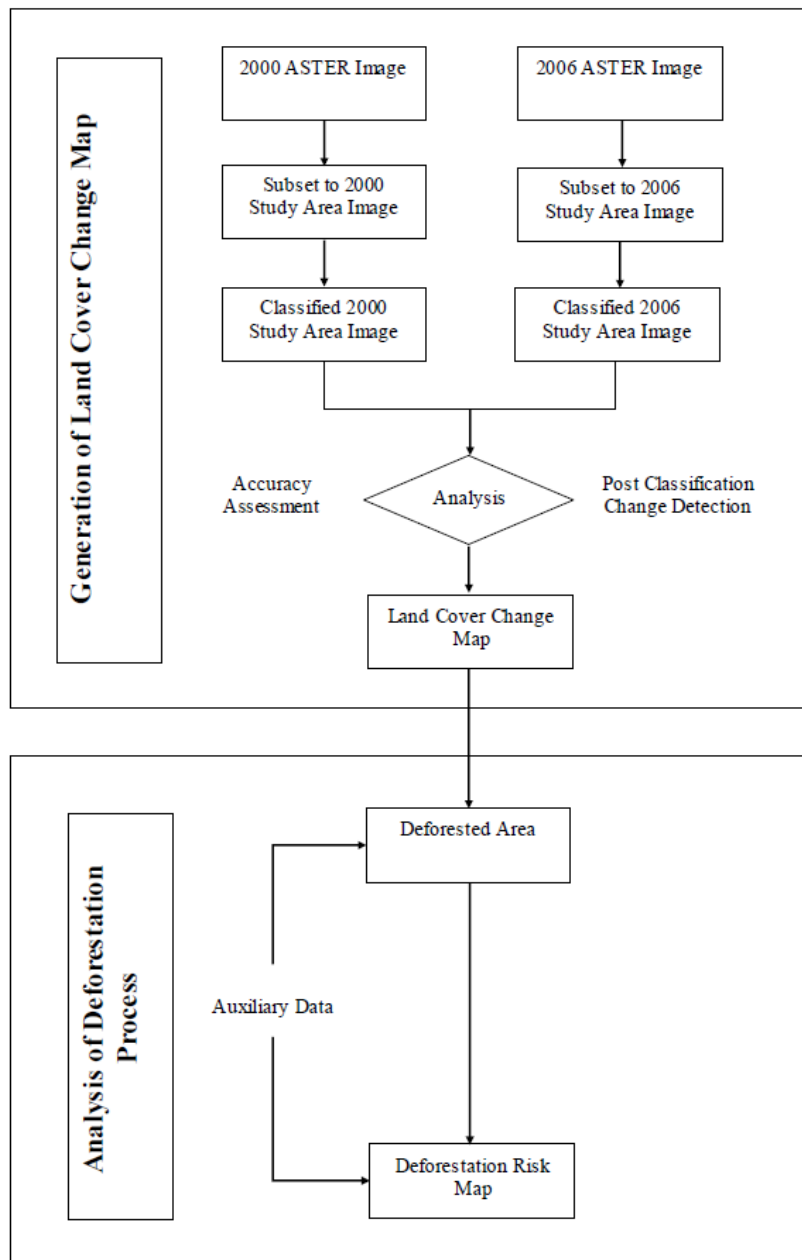 Generation of Land Cover Change Map
2000 ASTER Image
2006 ASTER Image
Subset to 2000
Study Area Image
Subset to 2006
Study Area Image
Classified 2000
Study Area Image
Classified 2006
Study Area Image
Accuracy
Assessment
Analysis
Post Classification
Change Detection
Land Cover Change
Map
Analysis of Deforestation
Process
Deforested Area
Auxiliary Data
Deforestation Risk
Map